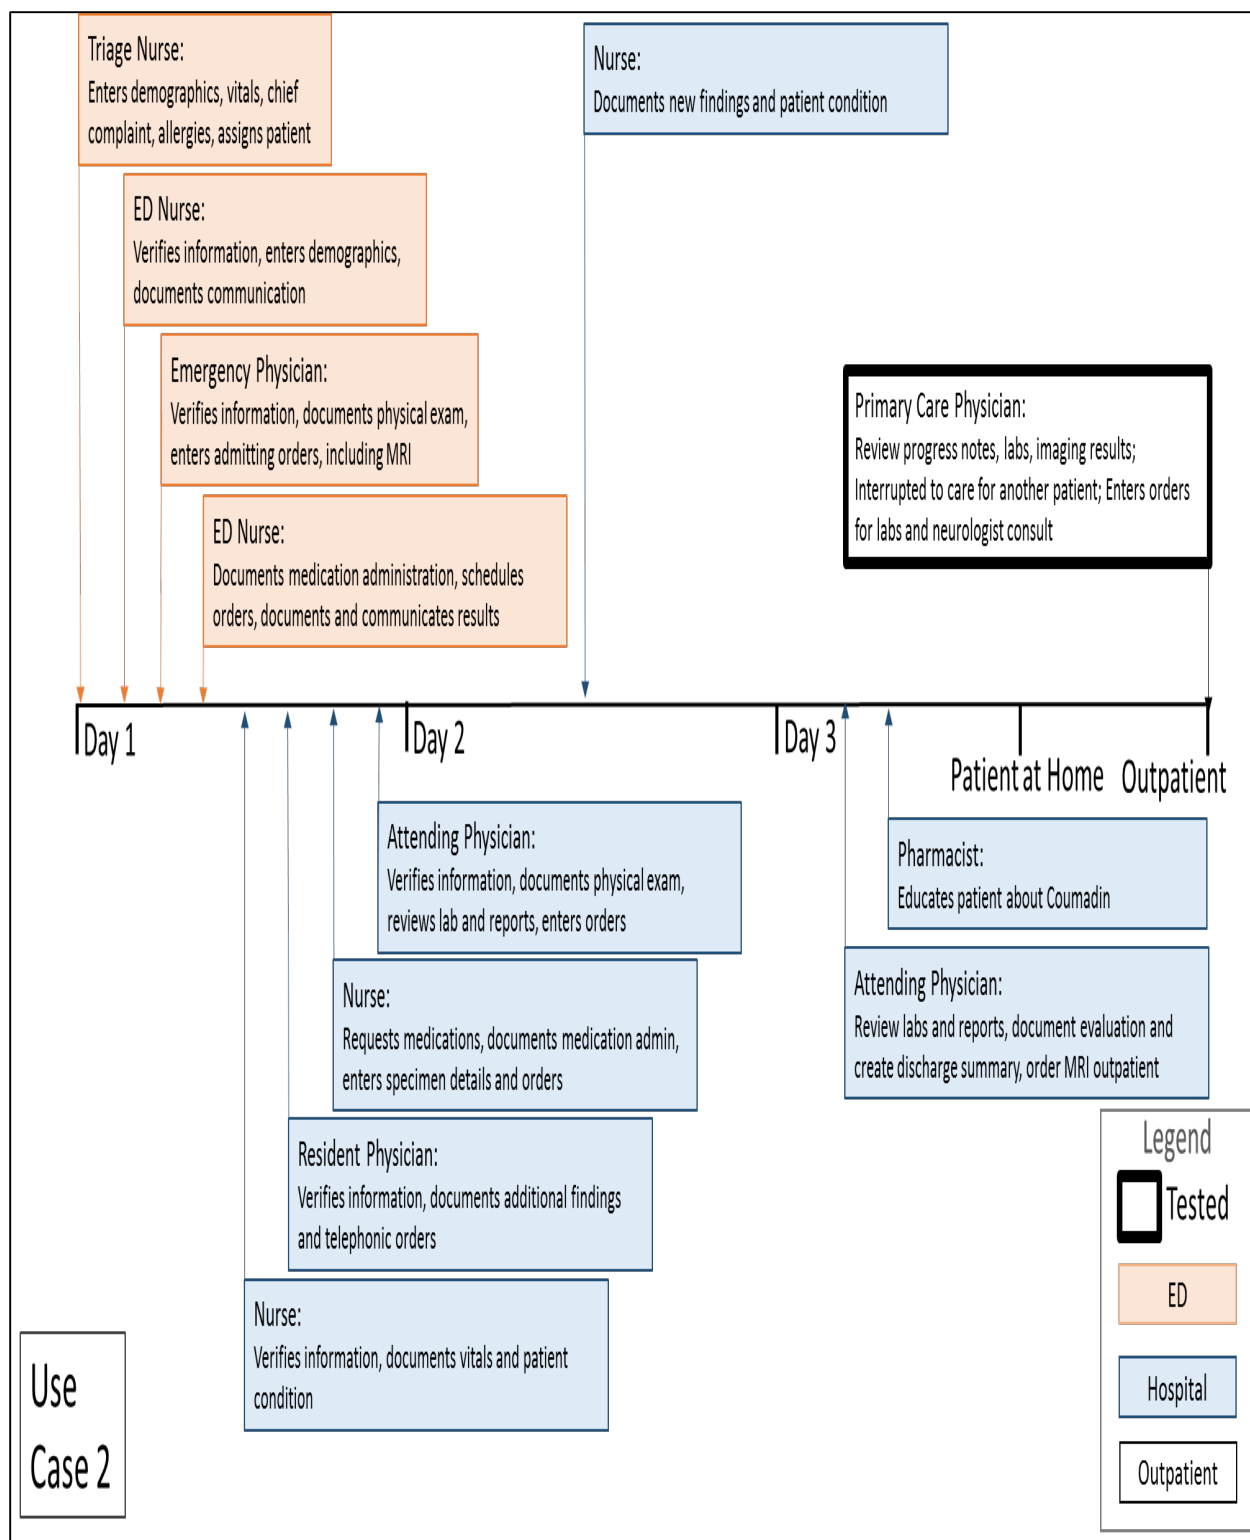 Triage Nurse:
Enters demographics, vitals, chief
complaint, allergies, assigns patient
Nurse:
Documents new findings and patient condition
ED Nurse:
Verifies information, enters demographics,
documents communication
Emergency Physician:
Verifies information, documents physical exam,
enters admitting orders, including MRI
Primary Care Physician:
Review progress notes, labs, imaging results;
Interrupted to care for another patient; Enters orders
for labs and neurologist consult
ED Nurse:
Documents medication administration, schedules
orders, documents and communicates results
Day 1
Day 2
Day 3
Patient at Home
Outpatient
Attending Physician:
Verifies information, documents physical exam,
reviews lab and reports, enters orders
Pharmacist:
Educates patient about Coumadin
Nurse:
Requests medications, documents medication admin,
enters specimen details and orders
Attending Physician:
Review labs and reports, document evaluation and
create discharge summary, order MRI outpatient
Resident Physician:
Verifies information, documents additional findings
and telephonic orders
Nurse:
Verifies information, documents vitals and patient
condition
Legend
Tested
ED
Hospital
Outpatient
Use
Case 2